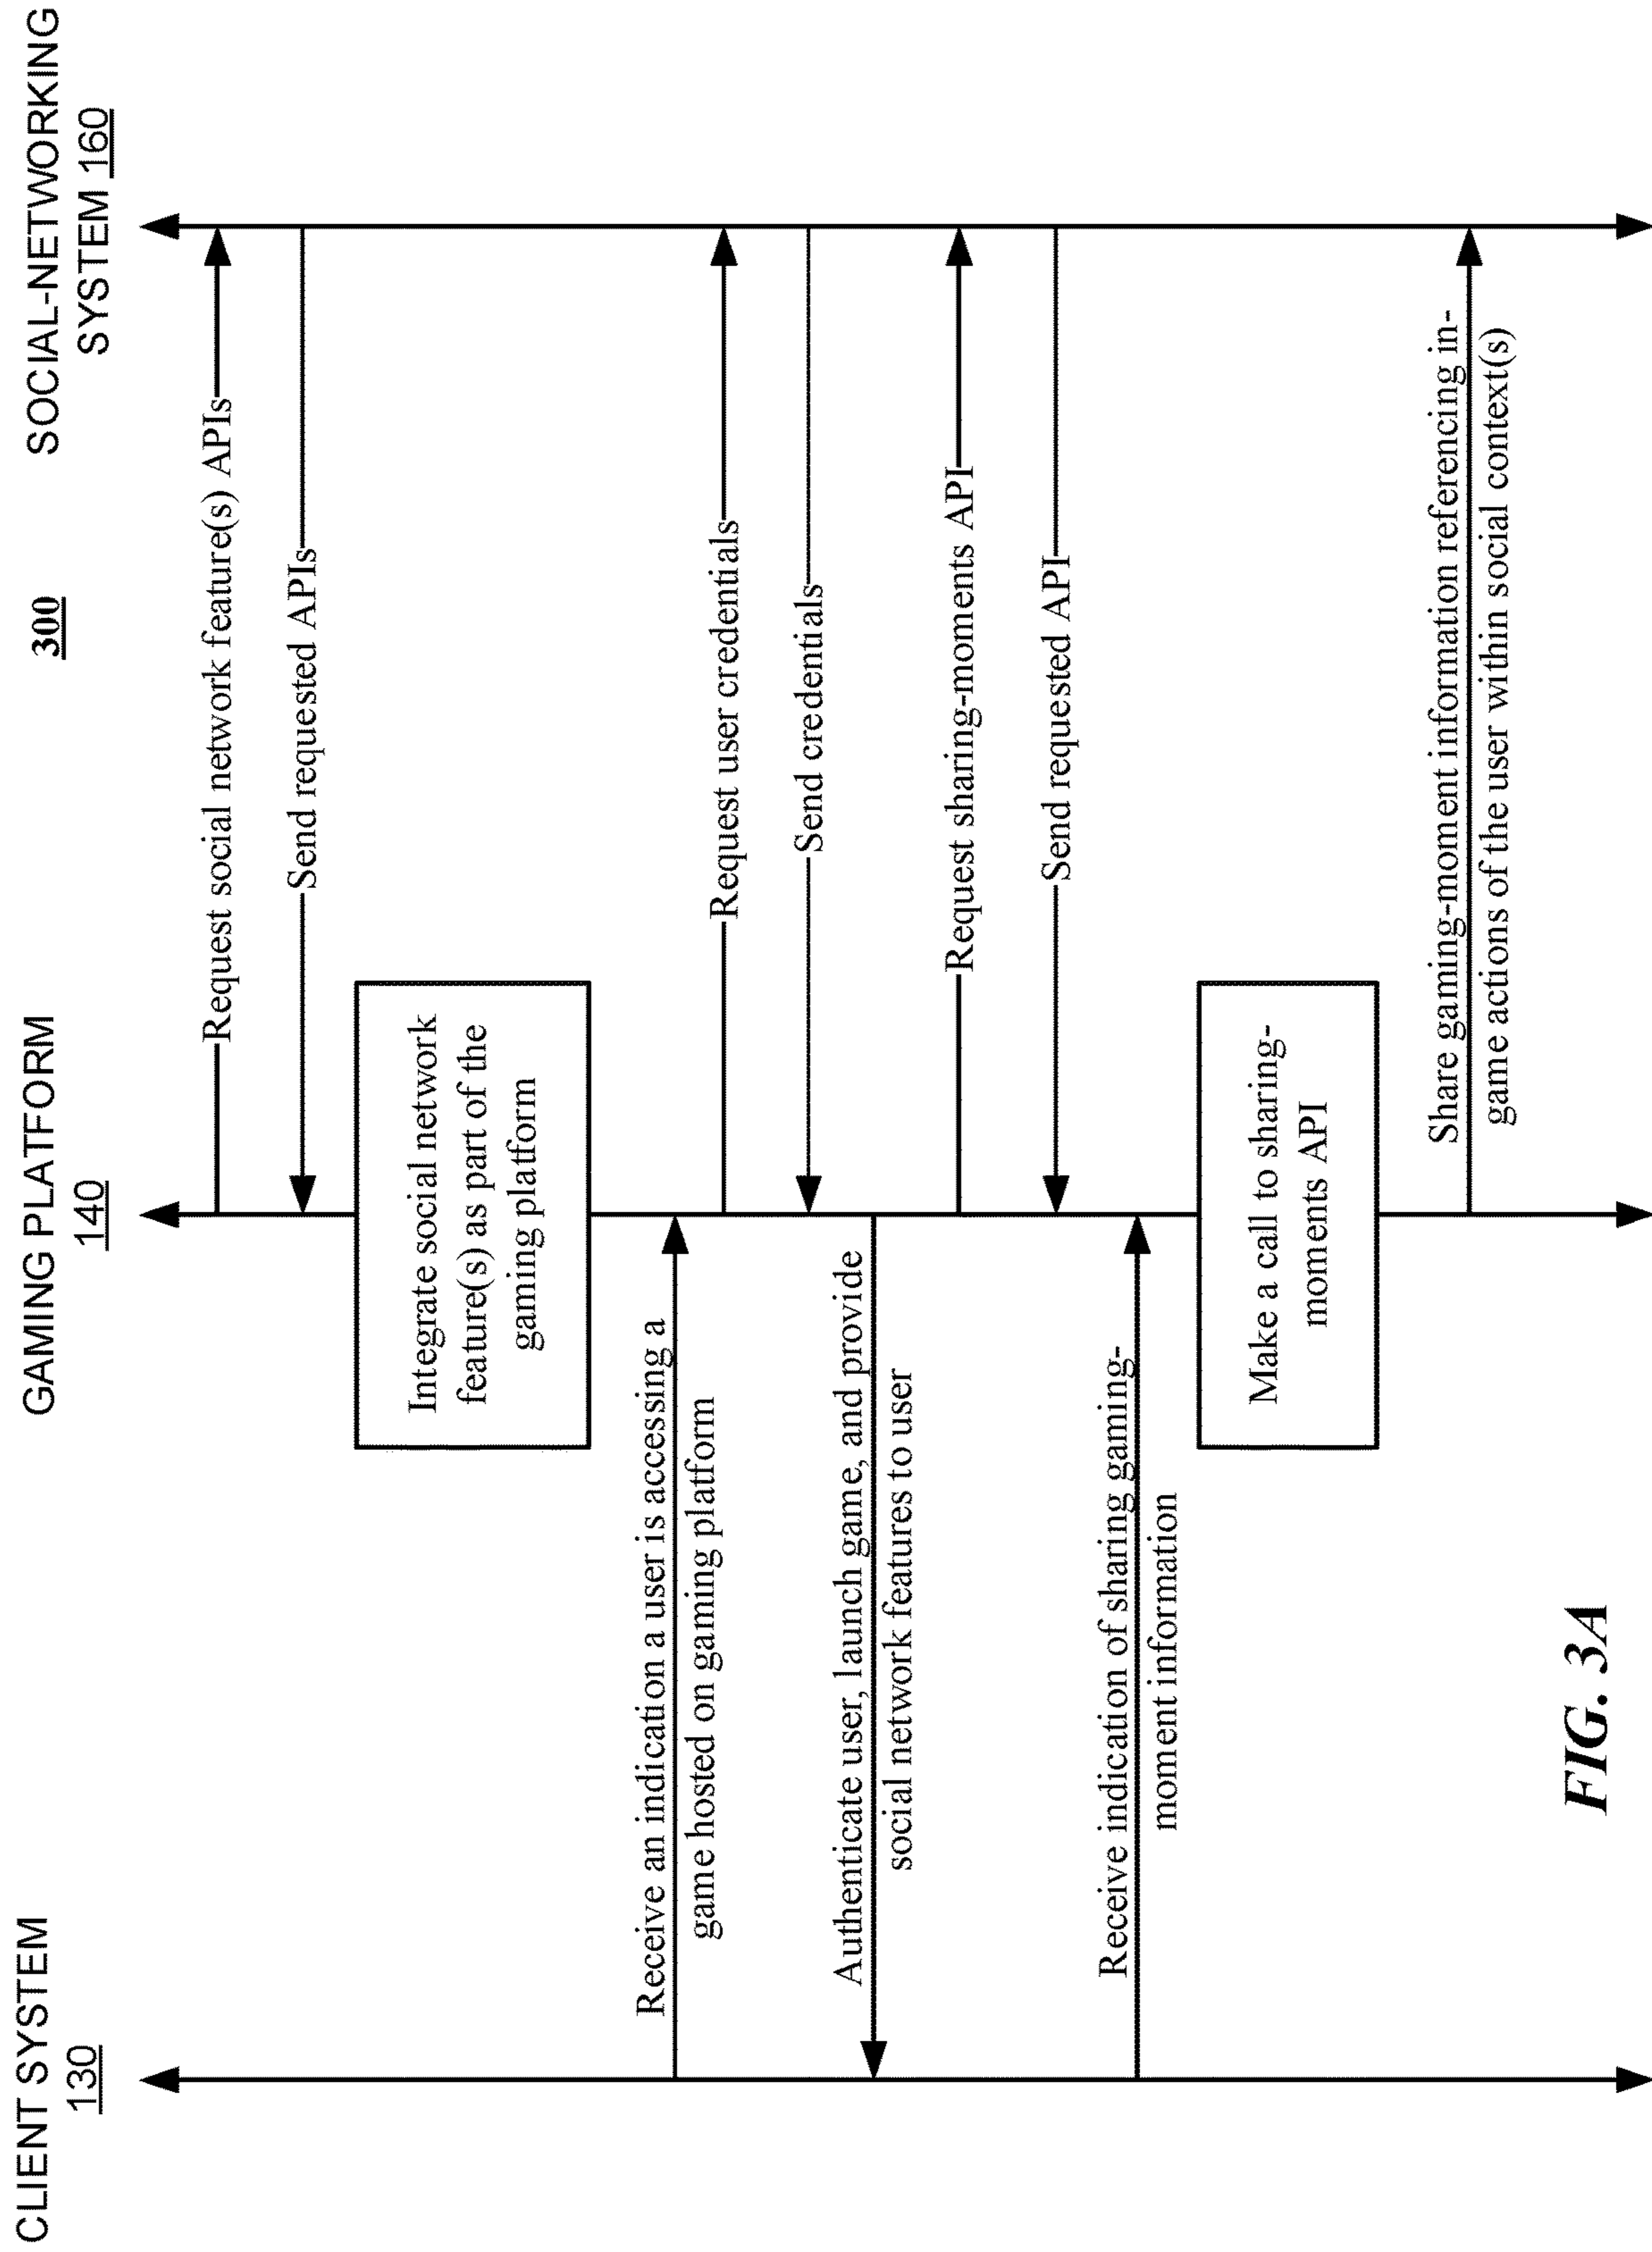 CLIENT SYSTEM
130
GAMING PLATFORM
140
300
SOCIAL-NETWORKING
SYSTEM 160
Request social network feature(s) APIs
Send requested APIs
Integrate social network
feature(s) as part of the
gaming platform
Receive an indication a user is accessing a
game hosted on gaming platform
Request user credentials
Send credentials
Authenticate user, launch game, and provide
social network features to user
Request sharing-moments API
Send requested API
Receive indication of sharing gaming-
moment information
Make a call to sharing-
moments API
Share gaming-moment information referencing in-
game actions of the user within social context(s)
FIG. 3A